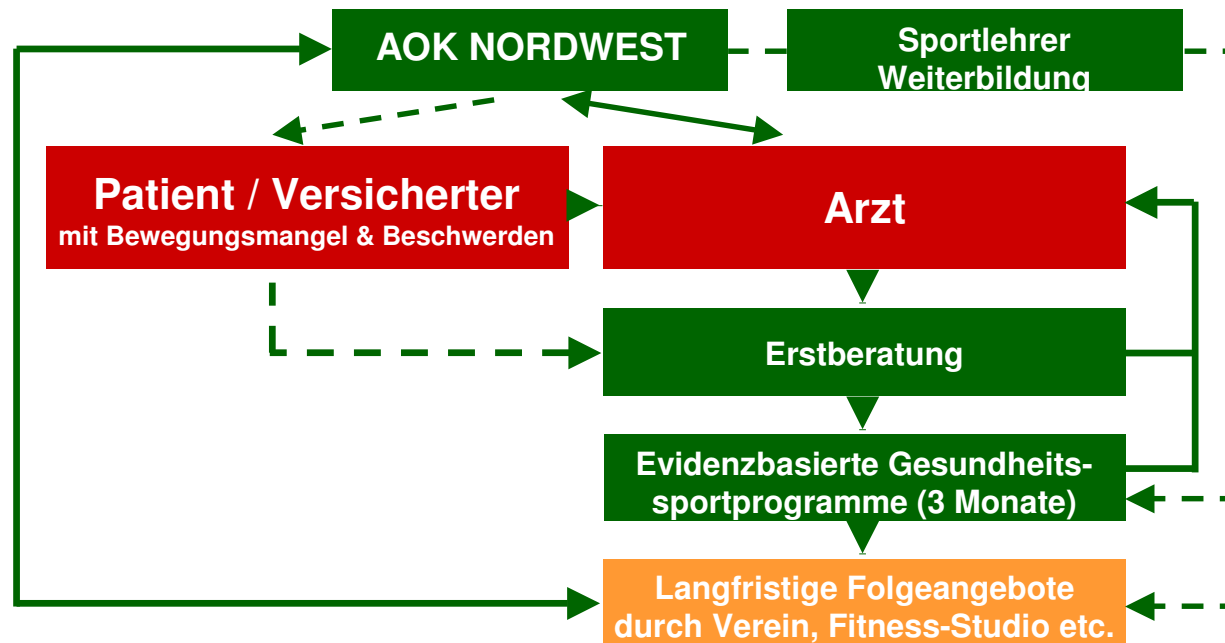 AOK NORDWEST
Sportlehrer
Weiterbildung
Patient / Versicherter
mit Bewegungsmangel & Beschwerden
Arzt
Erstberatung
Evidenzbasierte Gesundheits-
sportprogramme (3 Monate)
Langfristige Folgeangebote
durch Verein, Fitness-Studio etc.